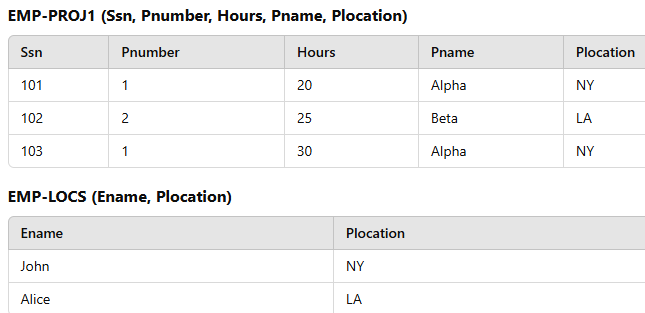 EMP-PROJ1 (Ssn, Pnumber, Hours, Pname, Plocation)
Ssn Pnumber Hours Pname Plocation
101 1 20 Alpha NY
102 2 25 Beta LA
103 1 30 Alpha NY
EMP-LOCS (Ename, Plocation)
Ename Plocation
John NY
Alice LA